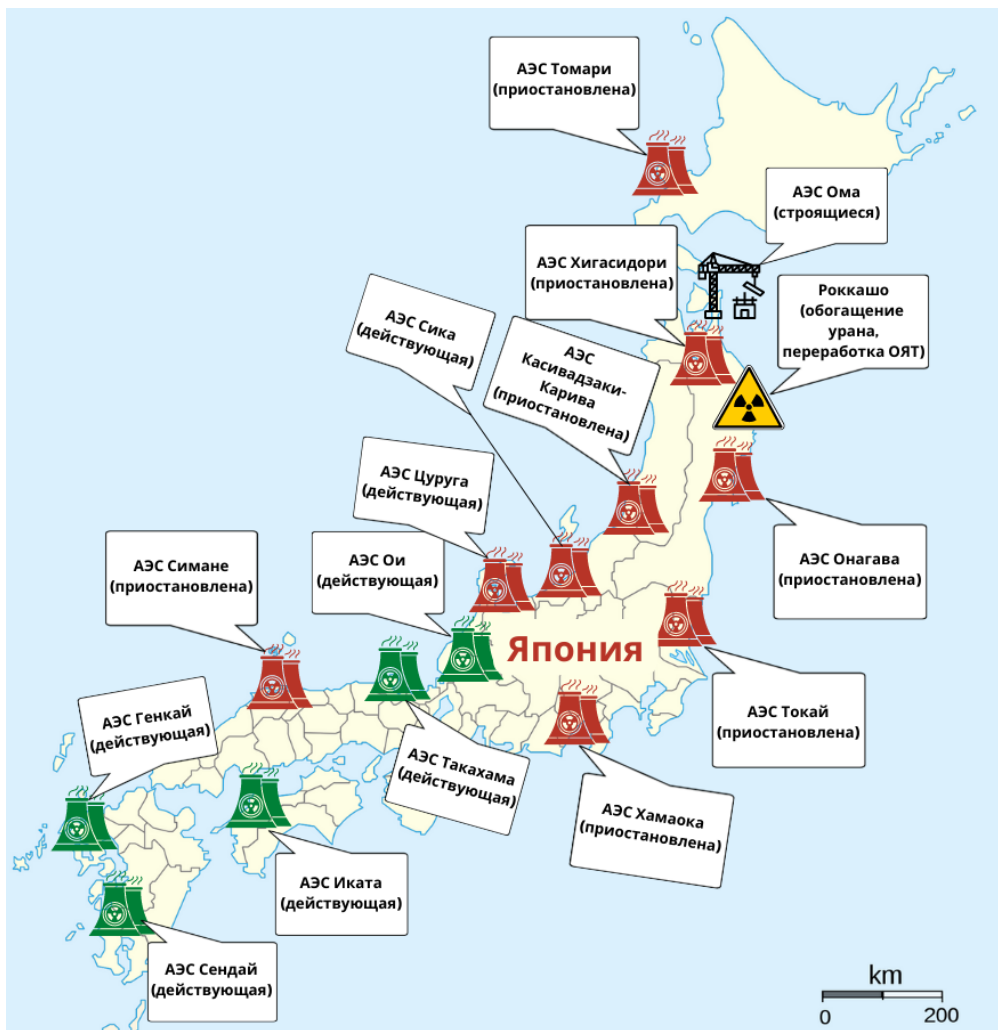 АЭС Томари
(приостановлена)
АЭС Ома
(строящиеся)
АЭС Хигасидори
(приостановлена)
Роккашо
(обогащение
урана,
переработка ОЯТ)
АЭС Сика
(действующая)
АЭС
Касивадзаки-
Карива
(приостановлена)
АЭС Цуруга
(действующая)
АЭС Ои
(действующая)
АЭС Симане
(приостановлена)
АЭС Онагава
(приостановлена)
Япония
АЭС Генкай
(действующая)
АЭС Такахама
(действующая)
АЭС Токай
(приостановлена)
АЭС Хамаока
(приостановлена)
АЭС Иката
(действующая)
АЭС Сендай
(действующая)
km
0 200